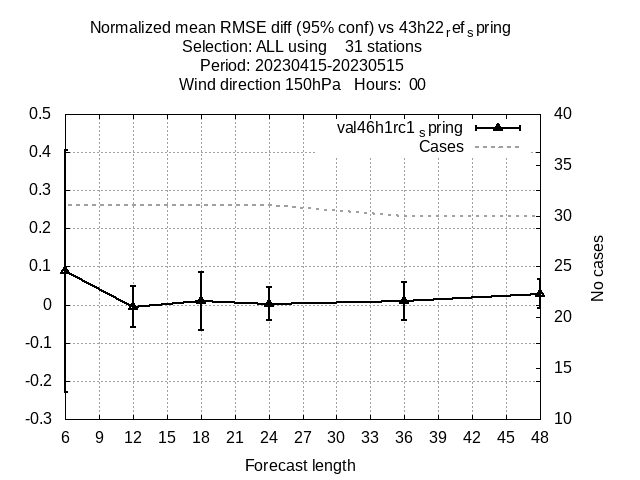 Normalized mean RMSE diff (95% conf) vs 43h22refspring
Selection: ALL using 31 stations
Period: 20230415-20230515
Wind direction 150hPa Hours: 00
0.5
0.4
0.3
0.2
0.1
0
-0.1
-0.2
-0.3
40
35
30
25
20
15
10
val46h1rc1spring
Cases
No cases
6 9 12 15 18 21 24 27 30 33 36 39 42 45 48
Forecast length